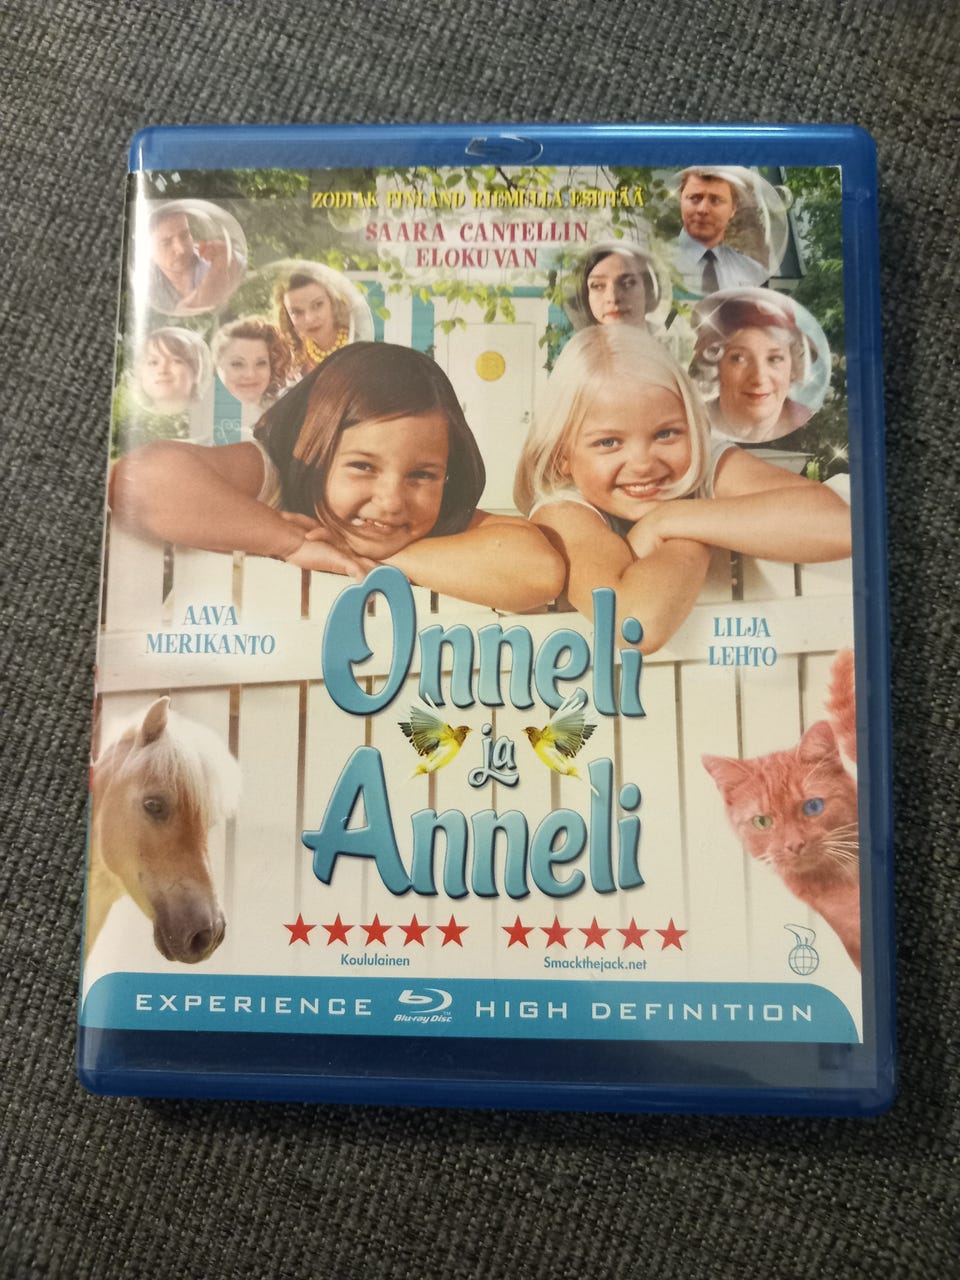 ZODIAK FINLAND RIEMULLA ESITTÄÄ
SAARA CANTELLIN
ELOKUVAN
AAVA
MERIKANTO
LILJA
LEHTO
Onneli
ja
Anneli
Koululainen
Smackthejack.net
EXPERIENCE Blu-ray Disc™ HIGH DEFINITION